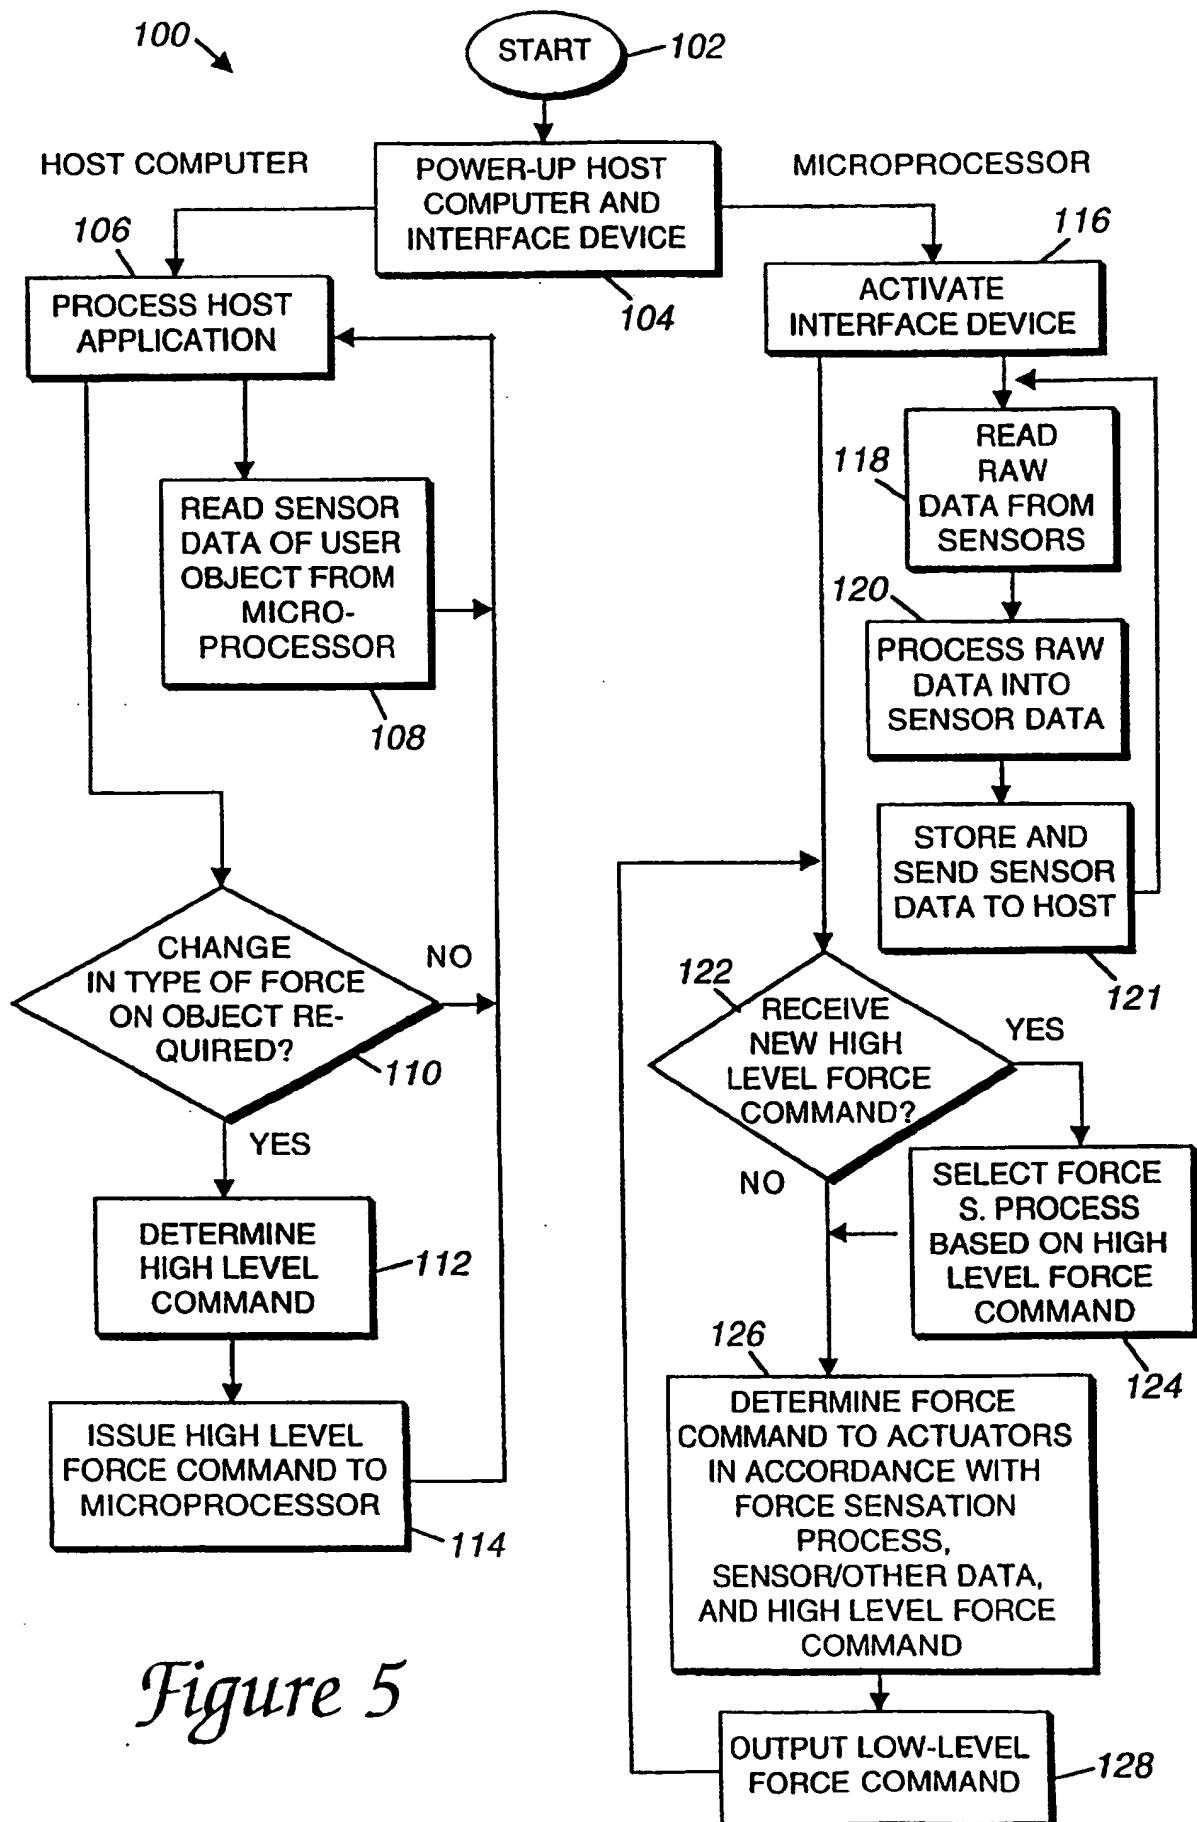 100
START
102
HOST COMPUTER
POWER-UP HOST
COMPUTER AND
INTERFACE DEVICE
104
MICROPROCESSOR
106
PROCESS HOST
APPLICATION
READ SENSOR
DATA OF USER
OBJECT FROM
MICRO-
PROCESSOR
108
CHANGE
IN TYPE OF FORCE
ON OBJECT RE-
QUIRED?
110
NO
YES
DETERMINE
HIGH LEVEL
COMMAND
112
ISSUE HIGH LEVEL
FORCE COMMAND TO
MICROPROCESSOR
114
116
ACTIVATE
INTERFACE DEVICE
118
READ
RAW
DATA FROM
SENSORS
120
PROCESS RAW
DATA INTO
SENSOR DATA
STORE AND
SEND SENSOR
DATA TO HOST
121
122
RECEIVE
NEW HIGH
LEVEL FORCE
COMMAND?
YES
NO
SELECT FORCE
S. PROCESS
BASED ON HIGH
LEVEL FORCE
COMMAND
124
126
DETERMINE FORCE
COMMAND TO ACTUATORS
IN ACCORDANCE WITH
FORCE SENSATION
PROCESS,
SENSOR/OTHER DATA,
AND HIGH LEVEL FORCE
COMMAND
OUTPUT LOW-LEVEL
FORCE COMMAND
128
Figure 5